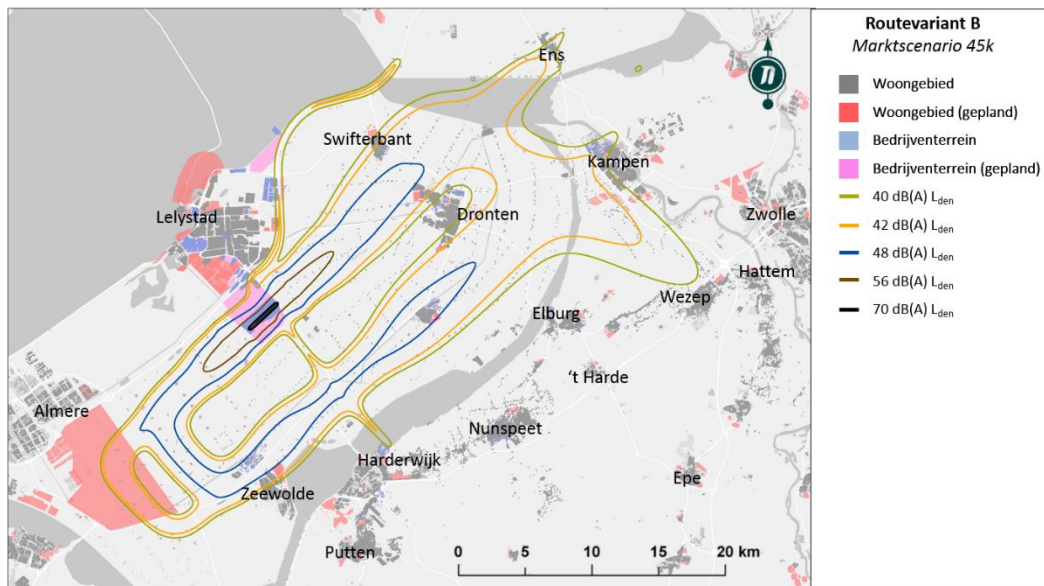 Routevariant B
Marktscenario 45k
Woongebied
Woongebied (gepland)
Bedrijventerrein
Bedrijventerrein (gepland)
40 dB(A) Lden
42 dB(A) Lden
48 dB(A) Lden
56 dB(A) Lden
70 dB(A) Lden
Ens
Swifterbant
Kampen
Lelystad
Dronten
Zwolle
Hattem
Wezep
Elburg
't Harde
Almere
Nunspeet
Harderwijk
Zeewolde
Epe
Putten
0 5 10 15 20 km